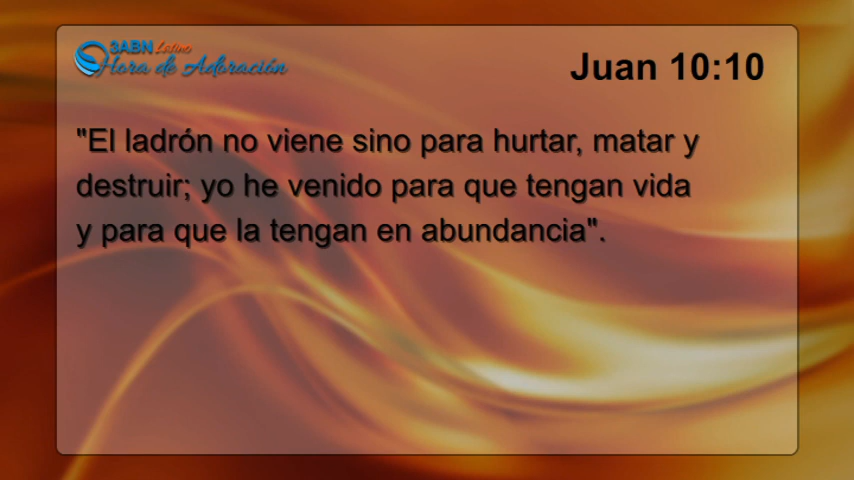 3ABN Latino
Hora de Adoración
Juan 10:10
"El ladrón no viene sino para hurtar, matar y
destruir; yo he venido para que tengan vida
y para que la tengan en abundancia".